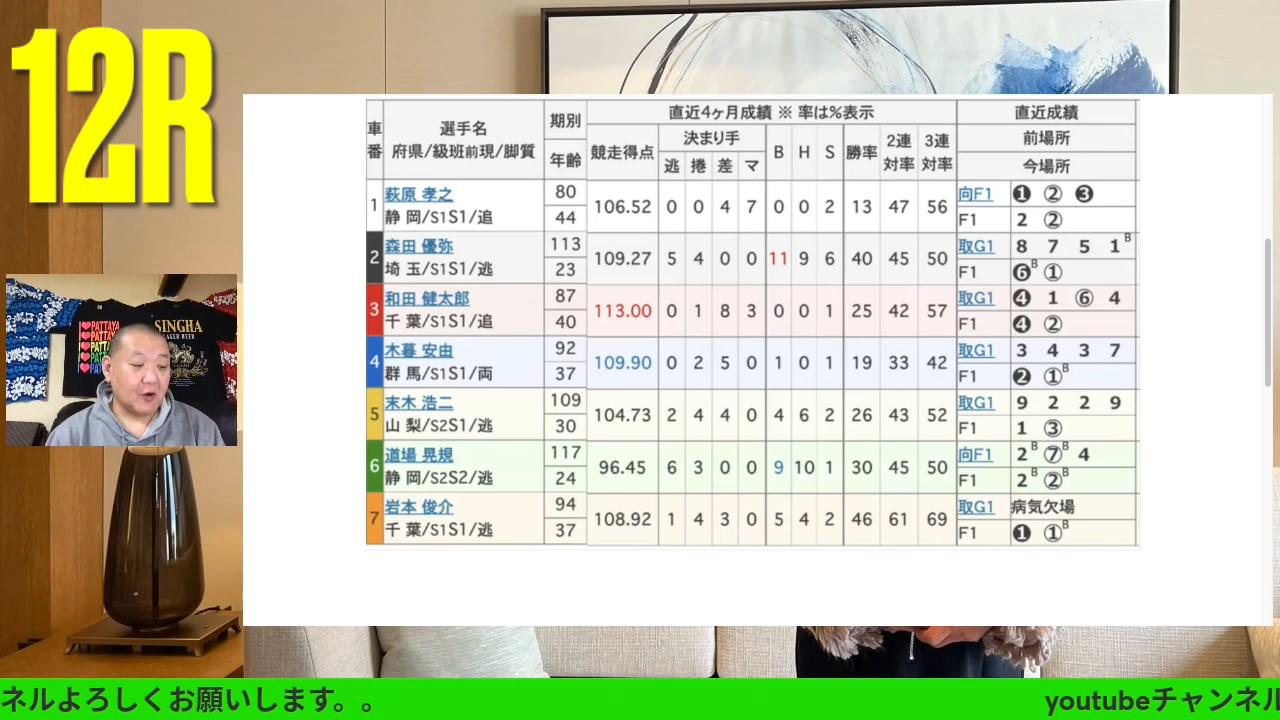 12R
車番 選手名 府県/級班前現/脚質 期別 年齢 競走得点 直近4ヶ月成績 ※ 率は%表示 直近成績
決まり手 B H S 勝率 2連対率 3連対率 前場所
逃 捲 差 マ 今場所
1 萩原 孝之 80 106.52 0 0 4 7 0 0 2 13 47 56 向F1 ❶ ② ❸
静 岡/S1S1/追 44 F1 2 ②
2 森田 優弥 113 109.27 5 4 0 0 11 9 6 40 45 50 取G1 8 7 5 1B
埼 玉/S1S1/逃 23 F1 ❻B ①
3 和田 健太郎 87 113.00 0 1 8 3 0 0 1 25 42 57 取G1 ❹ 1 ⑥ 4
千 葉/S1S1/追 40 F1 ❹ ②
4 木暮 安由 92 109.90 0 2 5 0 1 0 1 19 33 42 取G1 3 4 3 7
群 馬/S1S1/両 37 F1 ❷ ①B
5 末木 浩二 109 104.73 2 4 4 0 4 6 2 26 43 52 取G1 9 2 2 9
山 梨/S2S1/逃 30 F1 1 ③
6 道場 晃規 117 96.45 6 3 0 0 9 10 1 30 45 50 向F1 2B ⑦B 4
静 岡/S2S2/逃 24 F1 2B ②B
7 岩本 俊介 94 108.92 1 4 3 0 5 4 2 46 61 69 取G1 病気欠場
千 葉/S1S1/逃 37 F1 ❶ ①B
I❤PATTAYA
SINGHA
LAGER BEER
ネルよろしくお願いします。。 youtubeチャンネル